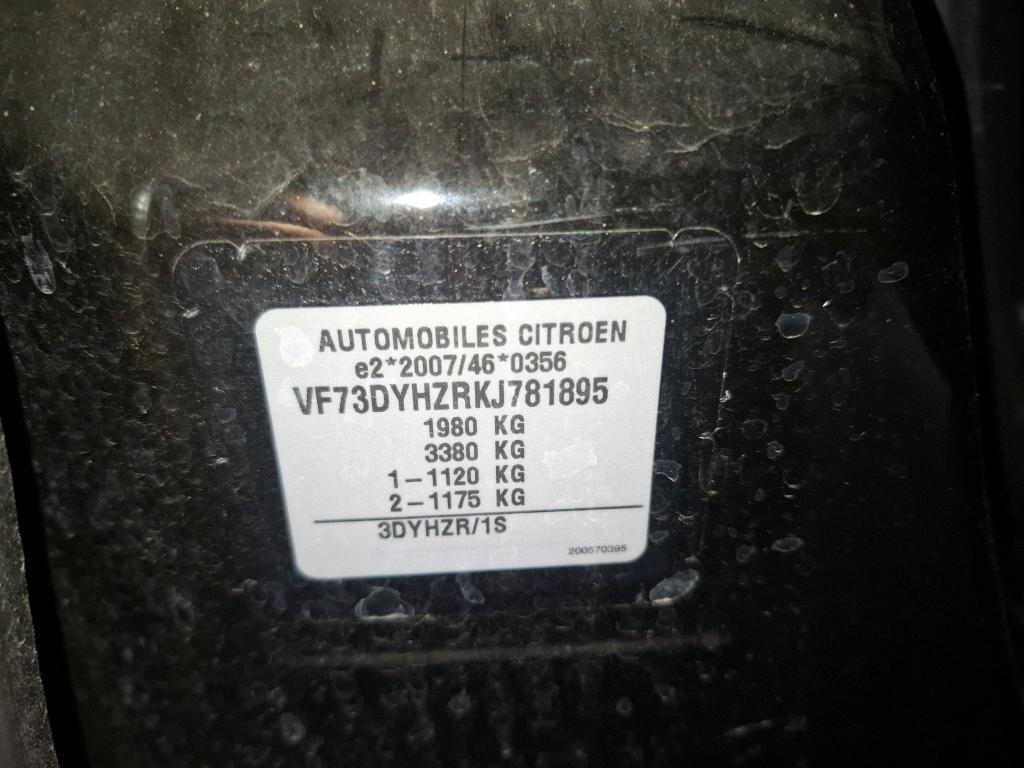 AUTOMOBILES CITROEN
e2*2007/46*0356
VF73DYHZRKJ781895
1980 KG
3380 KG
1-1120 KG
2-1175 KG
3DYHZR/1S
200570395